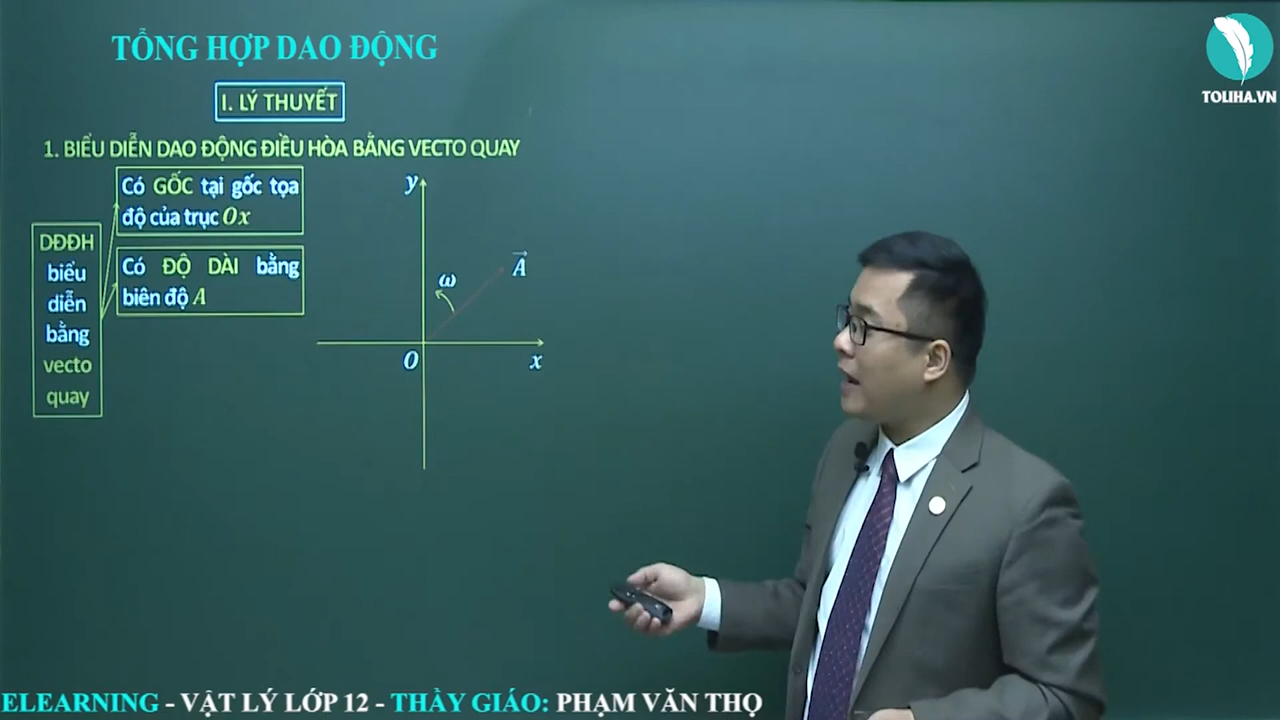 TỔNG HỢP DAO ĐỘNG
I. LÝ THUYẾT
1. BIỂU DIỄN DAO ĐỘNG ĐIỀU HÒA BẰNG VECTO QUAY
Có GỐC tại gốc tọa
độ của trục Ox
Có ĐỘ DÀI bằng
biên độ A
DĐĐH
biểu
diễn
bằng
vecto
quay
y
ω
A⃗
O
x
TOLIHA.VN
ELEARNING - VẬT LÝ LỚP 12 - THẦY GIÁO: PHẠM VĂN THỌ